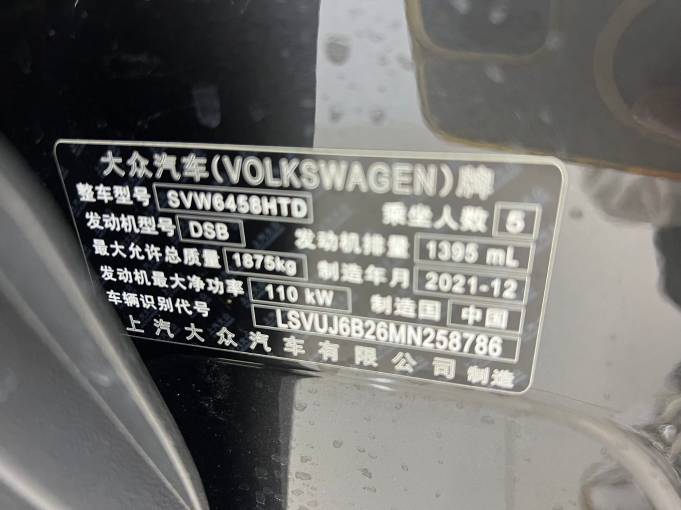 大众汽车(VOLKSWAGEN)牌
整车型号 SVW6458HTD 乘坐人数 5
发动机型号 DSB 发动机排量 1395 mL
最大允许总质量 1875kg 制造年月 2021-12
发动机最大净功率 110 kW 制造国 中国
车辆识别代号 LSVUJ6B26MN258786
上汽大众汽车有限公司 制造